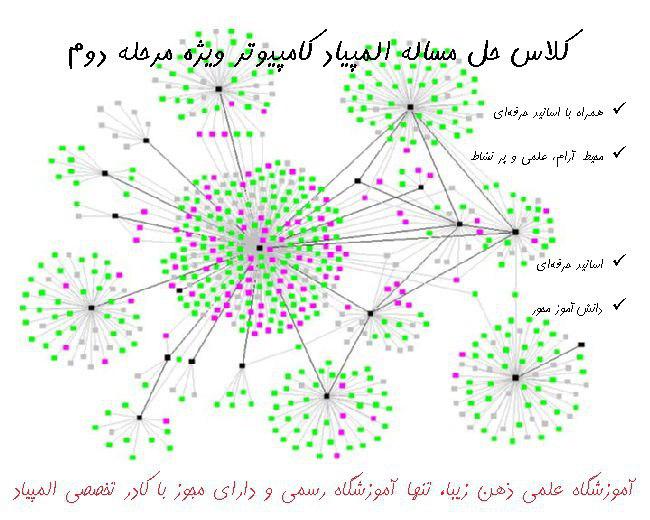 کلاس حل مساله المپیاد کامپیوتر ویژه مرحله دوم
✓ همراه با اساتید حرفه‌ای
✓ محیط آرام، علمی و پر نشاط
✓ اساتید حرفه‌ای
✓ دانش آموز محور
آموزشگاه علمی ذهن زیبا، تنها آموزشگاه رسمی و دارای مجوز با کادر تخصصی المپیاد